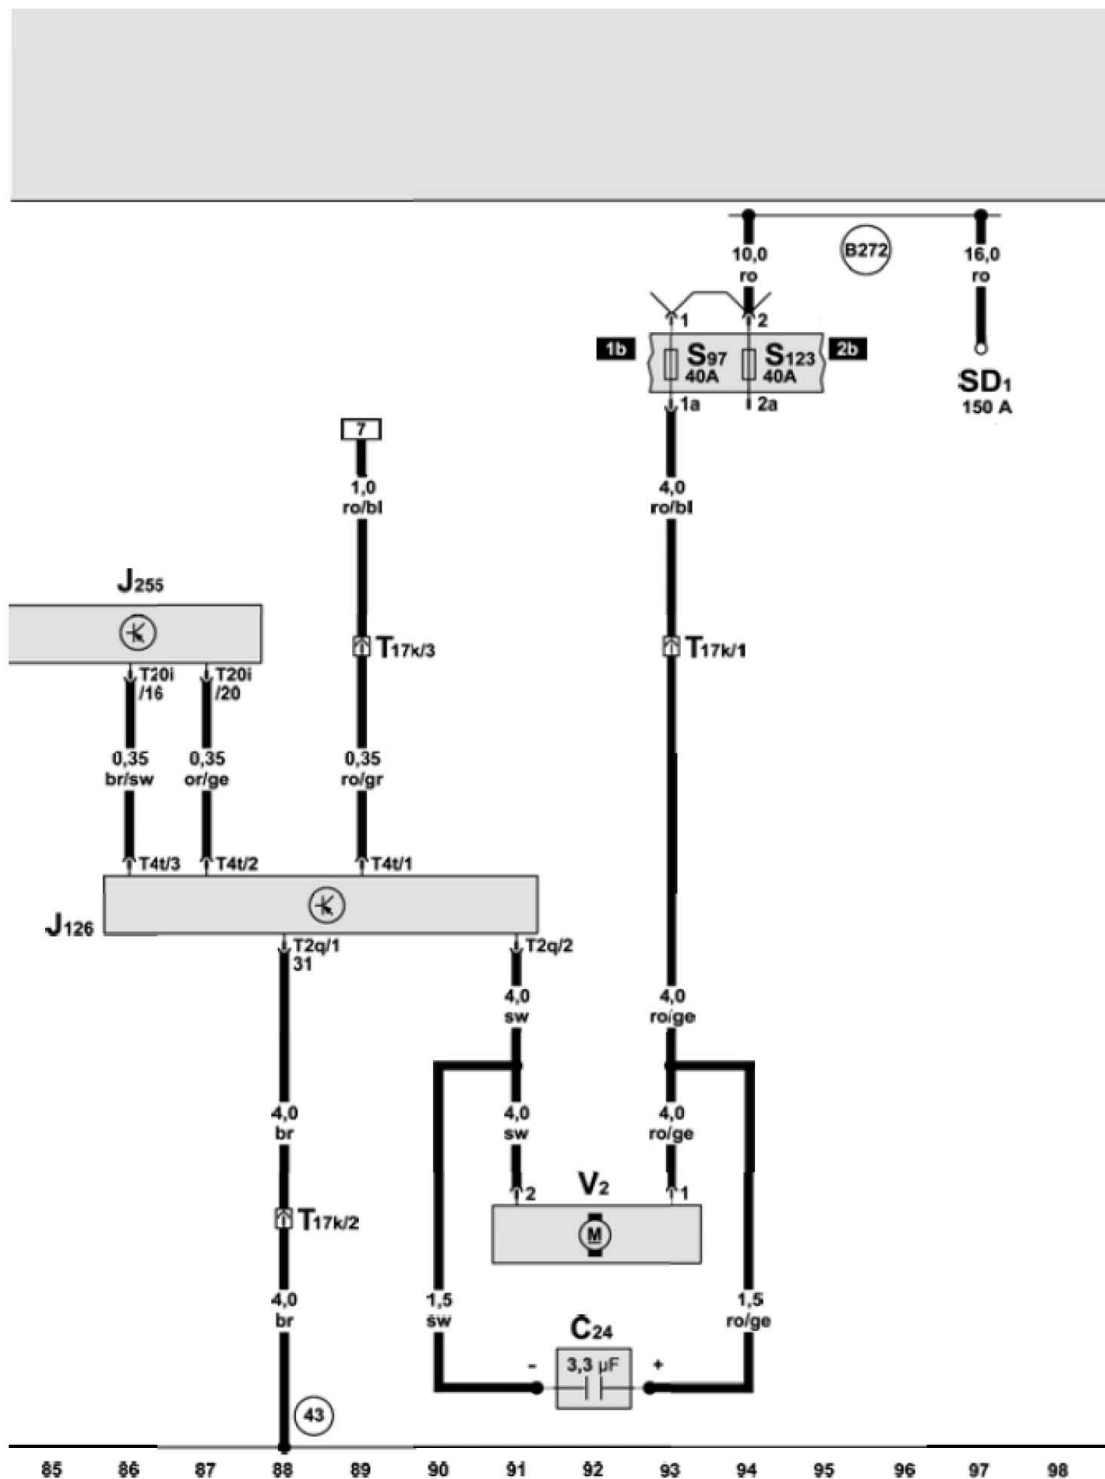 B272
10,0
ro
16,0
ro
1
2
1b
S97
40A
S123
40A
2b
SD1
150 A
1a
2a
7
1,0
ro/bl
4,0
ro/bl
J255
T17k/3
T17k/1
T20i
/16
T20i
/20
0,35
br/sw
0,35
or/ge
0,35
ro/gr
T4t/3
T4t/2
T4t/1
J126
T2q/1
31
T2q/2
4,0
sw
4,0
ro/ge
4,0
br
4,0
sw
4,0
ro/ge
2
V2
1
M
T17k/2
4,0
br
1,5
sw
1,5
ro/ge
C24
-
3,3 µF
+
43
85 86 87 88 89 90 91 92 93 94 95 96 97 98